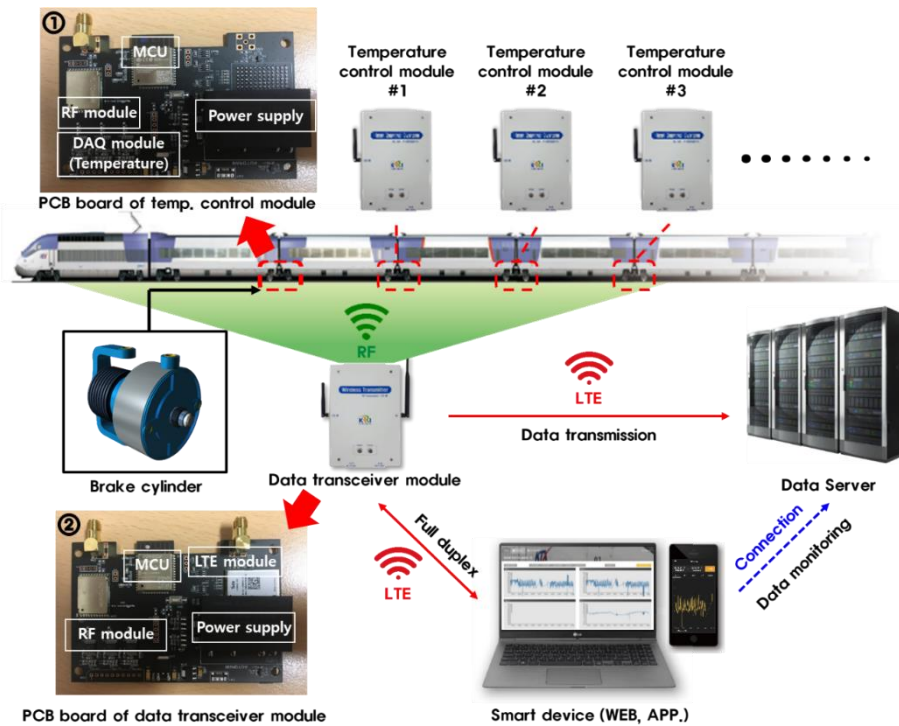 ①
MCU
RF module
Power supply
DAQ module
(Temperature)
PCB board of temp. control module
Temperature
control module
#1
Temperature
control module
#2
Temperature
control module
#3
RF
Brake cylinder
Wireless Transmitter
Data transceiver module
LTE
Data transmission
Data Server
②
MCU
LTE module
RF module
Power supply
PCB board of data transceiver module
Full duplex
LTE
Connection
Data monitoring
Smart device (WEB, APP.)